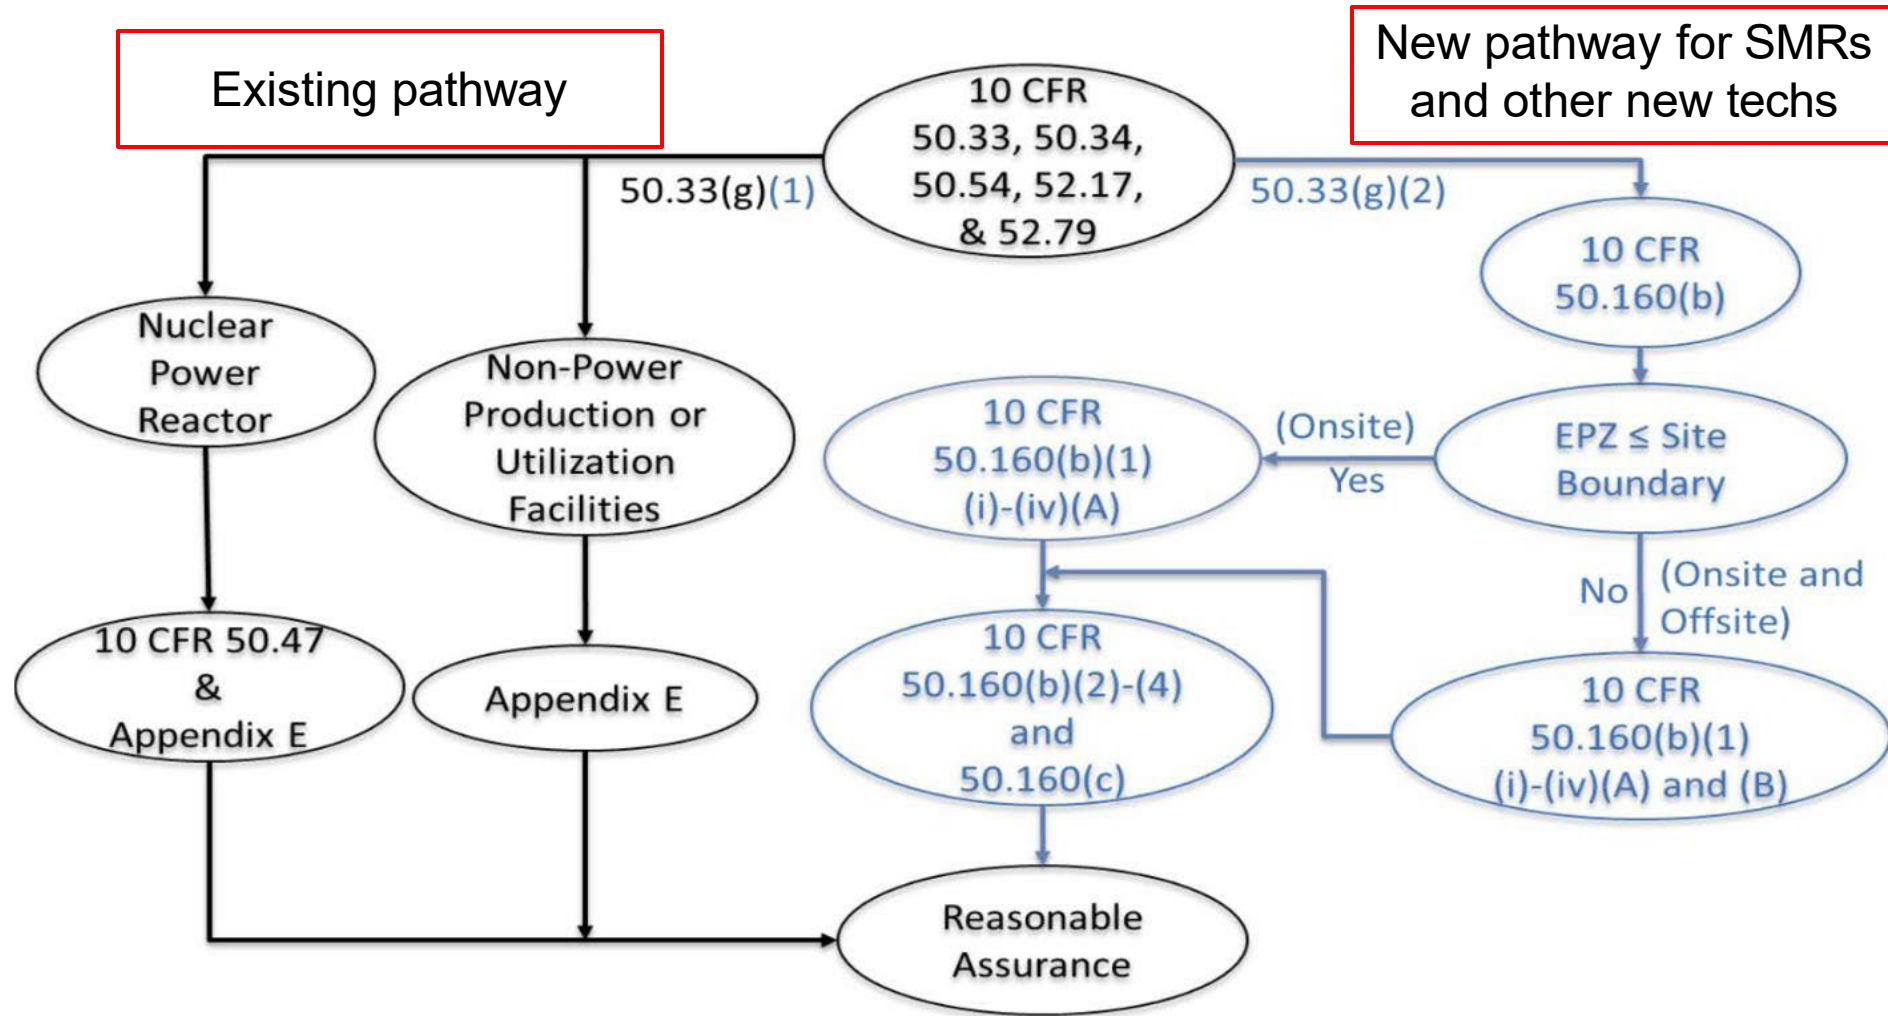 Existing pathway
New pathway for SMRs
and other new techs
10 CFR
50.33, 50.34,
50.54, 52.17,
& 52.79
50.33(g)(1)
50.33(g)(2)
Nuclear
Power
Reactor
Non-Power
Production or
Utilization
Facilities
10 CFR 50.47
&
Appendix E
Appendix E
10 CFR
50.160(b)
EPZ ≤ Site
Boundary
(Onsite)
Yes
10 CFR
50.160(b)(1)
(i)-(iv)(A)
No
(Onsite and
Offsite)
10 CFR
50.160(b)(1)
(i)-(iv)(A) and (B)
10 CFR
50.160(b)(2)-(4)
and
50.160(c)
Reasonable
Assurance